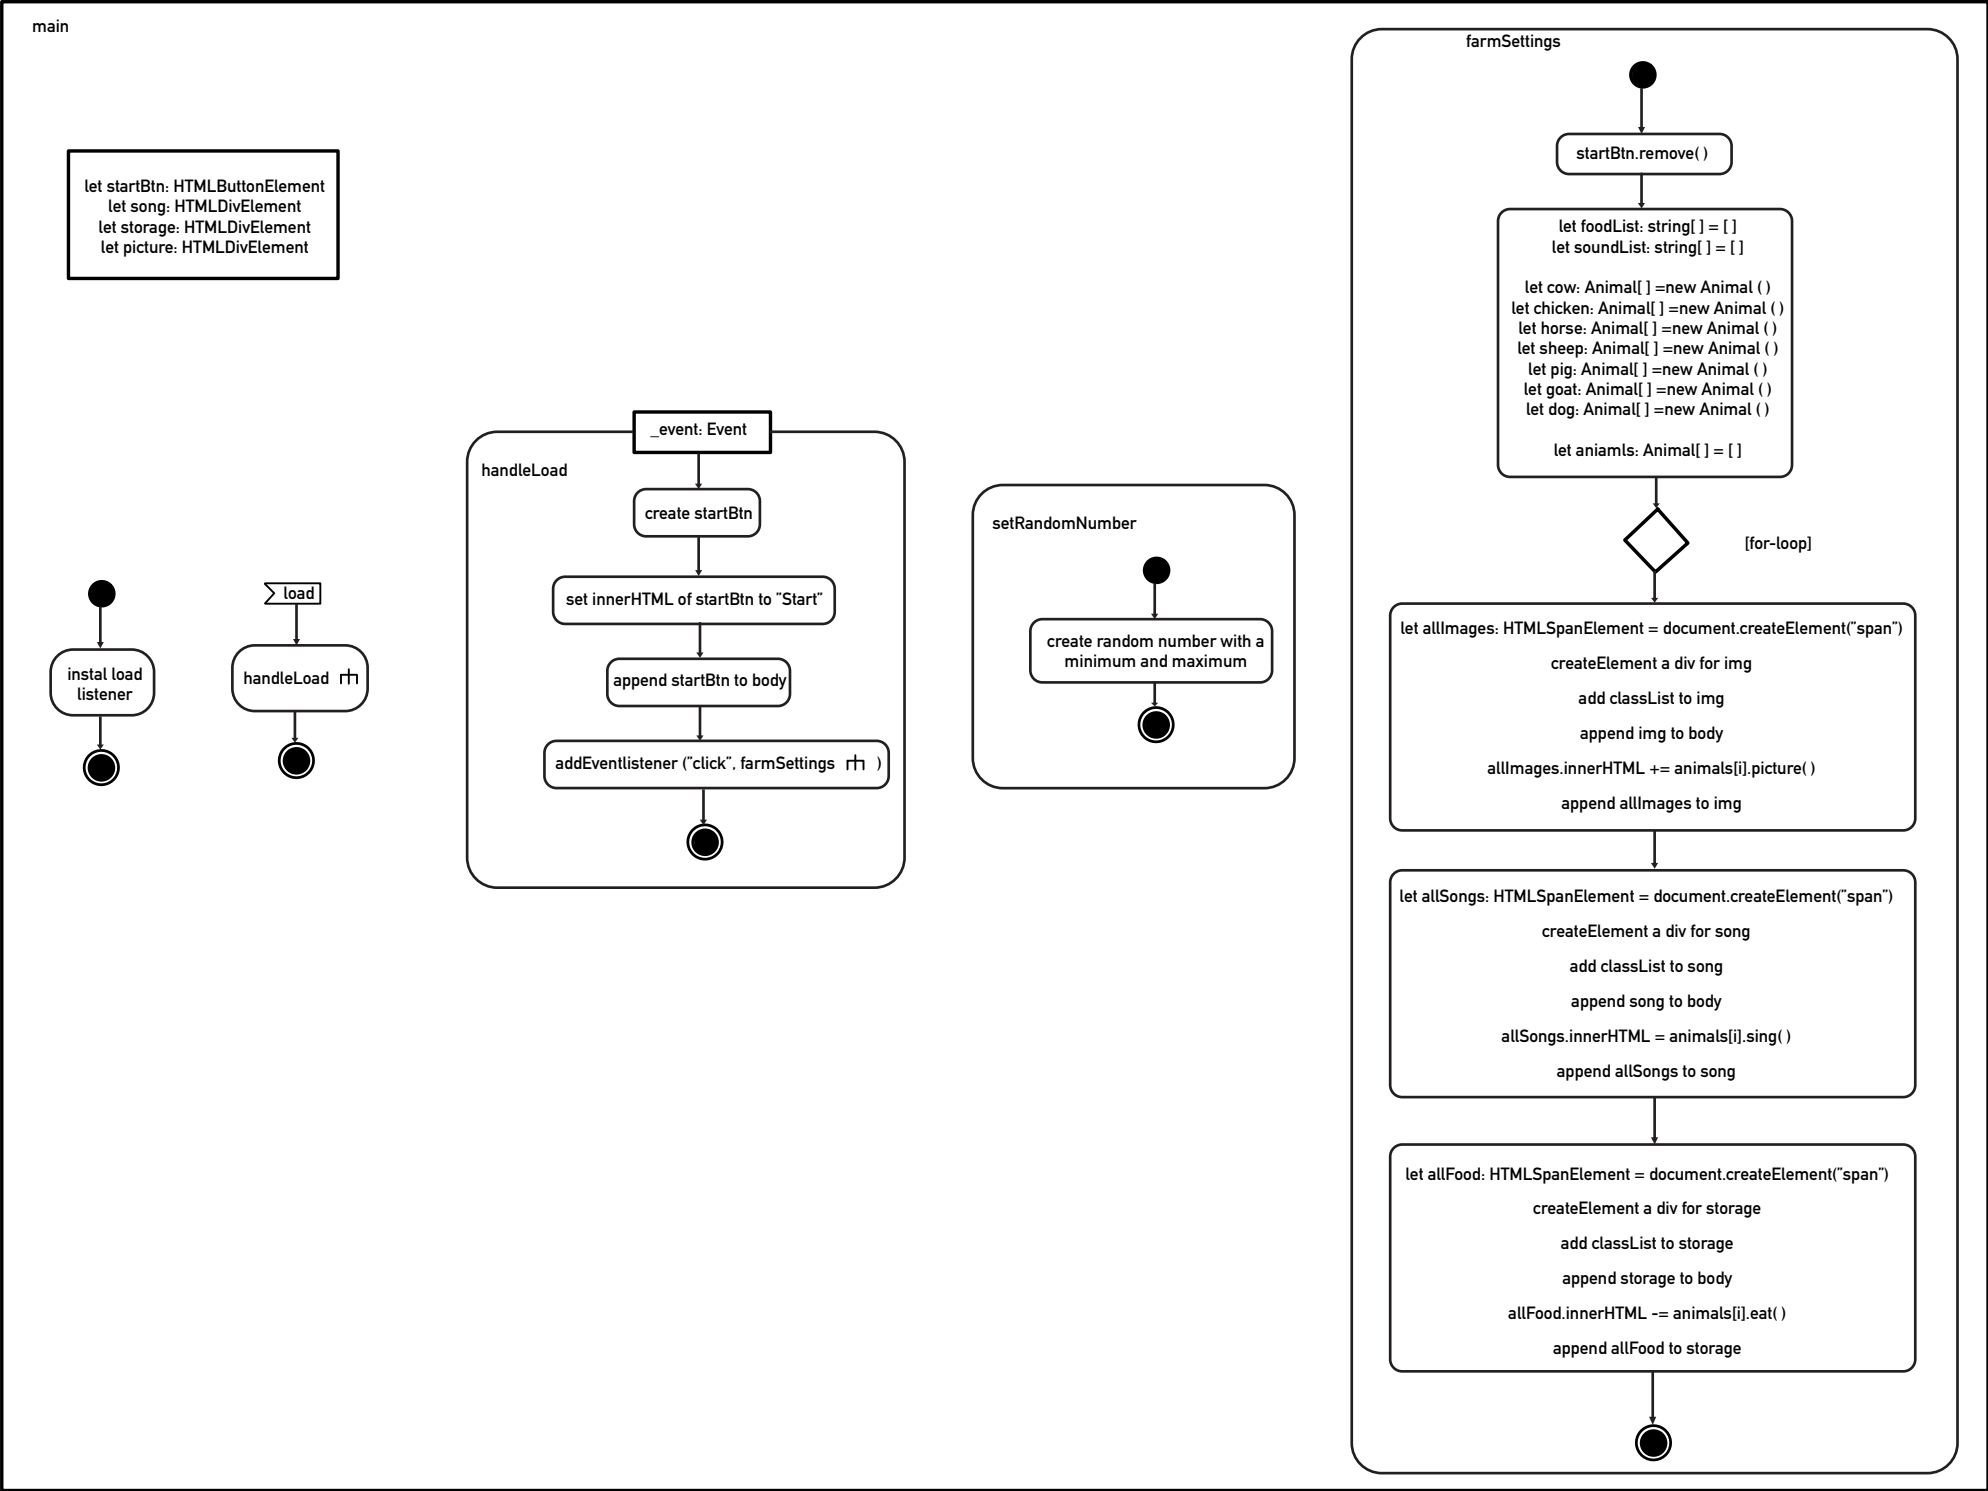 main
let startBtn: HTMLButtonElement
let song: HTMLDivElement
let storage: HTMLDivElement
let picture: HTMLDivElement
instal load
listener
load
handleLoad
_event: Event
handleLoad
create startBtn
set innerHTML of startBtn to "Start"
append startBtn to body
addEventlistener ("click", farmSettings )
setRandomNumber
create random number with a
minimum and maximum
farmSettings
startBtn.remove( )
let foodList: string[ ] = [ ]
let soundList: string[ ] = [ ]
let cow: Animal[ ] =new Animal ( )
let chicken: Animal[ ] =new Animal ( )
let horse: Animal[ ] =new Animal ( )
let sheep: Animal[ ] =new Animal ( )
let pig: Animal[ ] =new Animal ( )
let goat: Animal[ ] =new Animal ( )
let dog: Animal[ ] =new Animal ( )
let aniamls: Animal[ ] = [ ]
[for-loop]
let allImages: HTMLSpanElement = document.createElement("span")
createElement a div for img
add classList to img
append img to body
allImages.innerHTML += animals[i].picture( )
append allImages to img
let allSongs: HTMLSpanElement = document.createElement("span")
createElement a div for song
add classList to song
append song to body
allSongs.innerHTML = animals[i].sing( )
append allSongs to song
let allFood: HTMLSpanElement = document.createElement("span")
createElement a div for storage
add classList to storage
append storage to body
allFood.innerHTML -= animals[i].eat( )
append allFood to storage